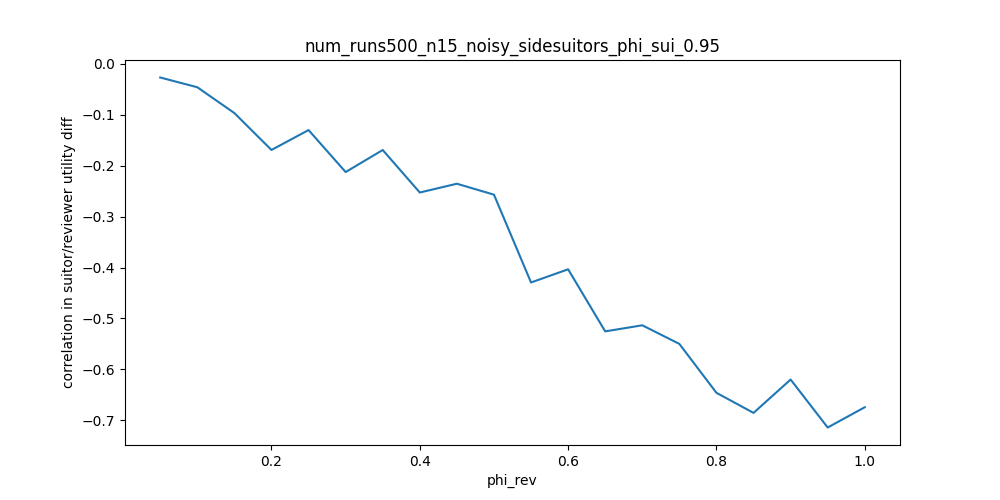 num_runs500_n15_noisy_sidesuitors_phi_sui_0.95
correlation in suitor/reviewer utility diff
0.0
−0.1
−0.2
−0.3
−0.4
−0.5
−0.6
−0.7
0.2 0.4 0.6 0.8 1.0
phi_rev